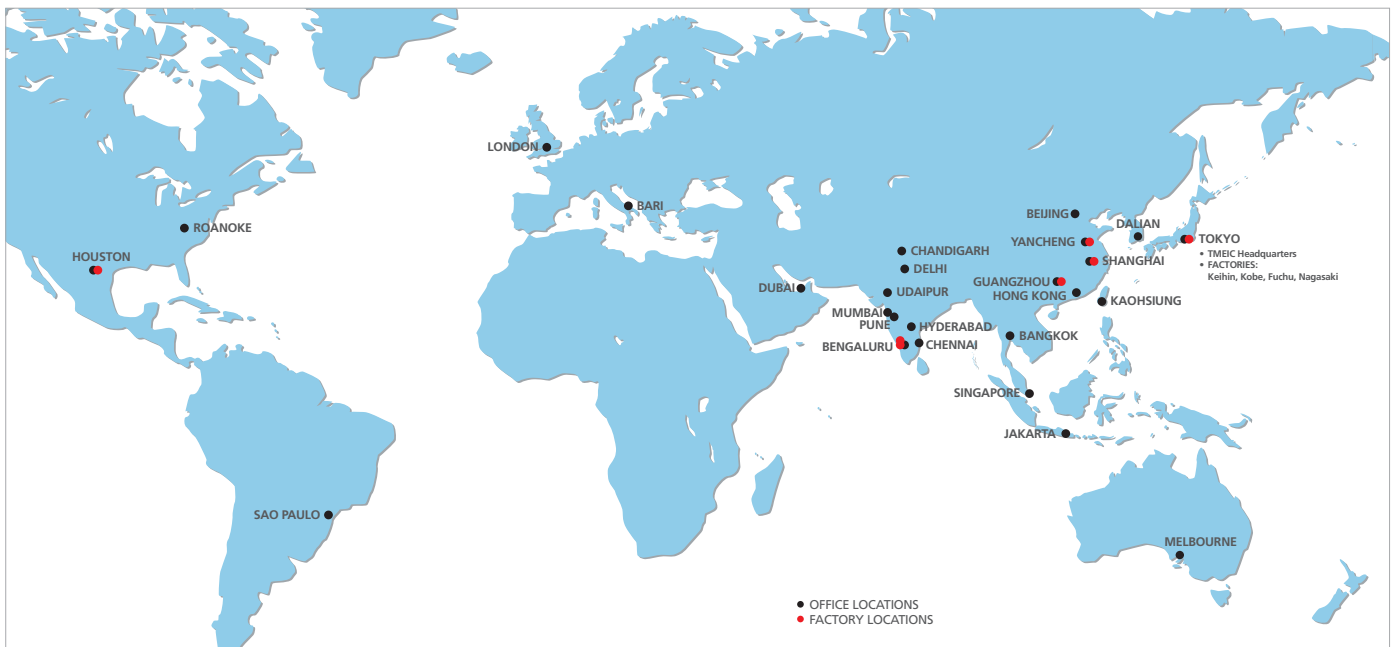 LONDON
BARI
ROANOKE
HOUSTON
BEIJING
DALIAN
YANCHENG
TOKYO
• TMEIC Headquarters
• FACTORIES:
Keihin, Kobe, Fuchu, Nagasaki
CHANDIGARH
SHANGHAI
DELHI
GUANGZHOU
DUBAI
UDAIPUR
HONG KONG
KAOHSIUNG
MUMBAI
PUNE
HYDERABAD
BENGALURU
CHENNAI
BANGKOK
SINGAPORE
JAKARTA
SAO PAULO
MELBOURNE
OFFICE LOCATIONS
FACTORY LOCATIONS